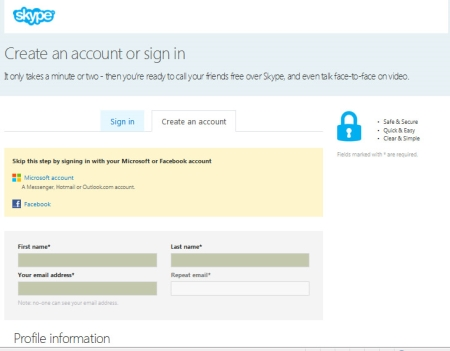 skype
Create an account or sign in
It only takes a minute or two - then you're ready to call your friends free over Skype, and even talk face-to-face on video.
Sign in
Create an account
Safe & Secure
Quick & Easy
Clear & Simple
Fields marked with * are required.
Skip this step by signing in with your Microsoft or Facebook account
Microsoft account
A Messenger, Hotmail or Outlook.com account.
Facebook
First name*
Last name*
Your email address*
Repeat email*
Note: no-one can see your email address.
Profile information